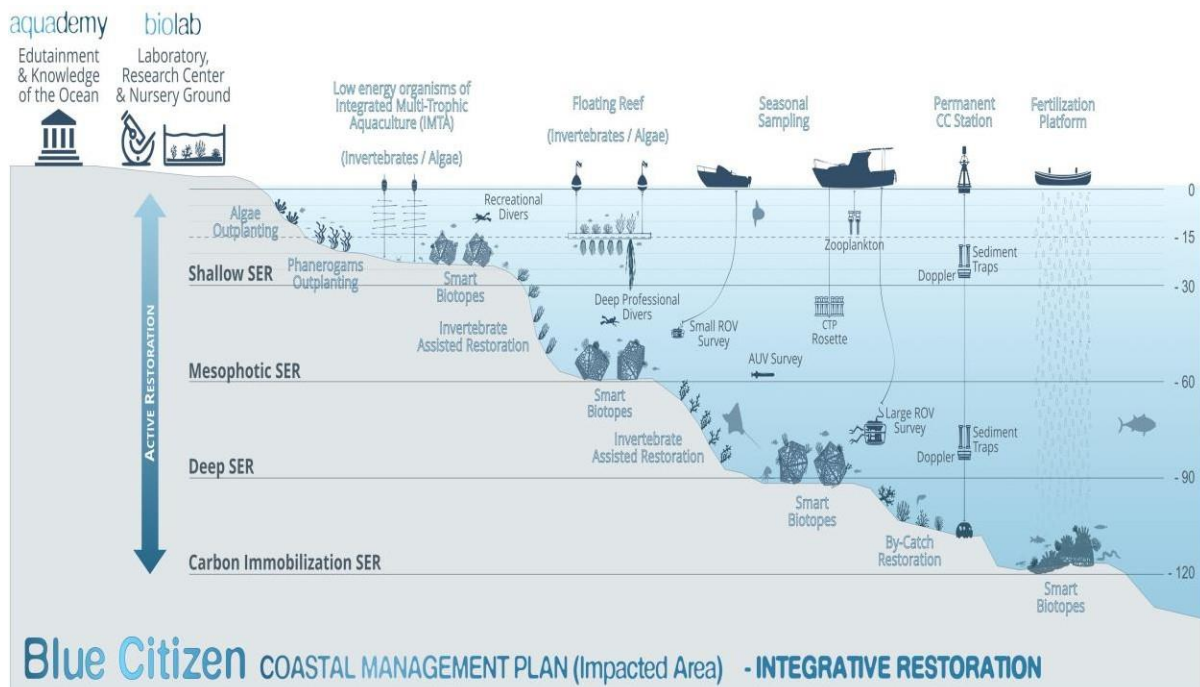 aquademy
Edutainment
& Knowledge
of the Ocean
biolab
Laboratory,
Research Center
& Nursery Ground
Low energy organisms of
Integrated Multi-Trophic
Aquaculture (IMTA)
(Invertebrates / Algae)
Floating Reef
(Invertebrates / Algae)
Seasonal
Sampling
Permanent
CC Station
Fertilization
Platform
0
Recreational
Divers
Algae
Outplanting
- 15
Zooplankton
Sediment
Traps
Doppler
Phanerogams
Outplanting
Shallow SER
Smart
Biotopes
- 30
Deep Professional
Divers
Small ROV
Survey
CTP
Rosette
Invertebrate
Assisted Restoration
AUV Survey
Mesophotic SER
- 60
Smart
Biotopes
Large ROV
Survey
Invertebrate
Assisted Restoration
Sediment
Traps
Doppler
Deep SER
- 90
Smart
Biotopes
By-Catch
Restoration
Carbon Immobilization SER
- 120
Smart
Biotopes
ACTIVE RESTORATION
Blue Citizen COASTAL MANAGEMENT PLAN (Impacted Area) - INTEGRATIVE RESTORATION